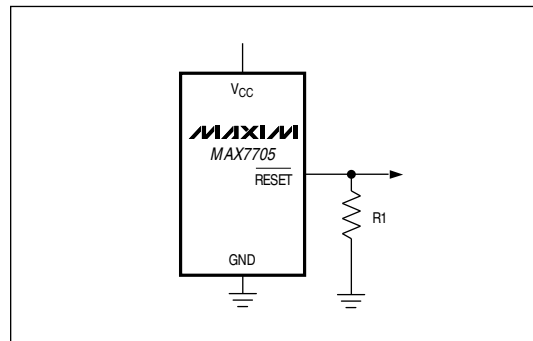 VCC
MAXIM
MAX7705
RESET
R1
GND